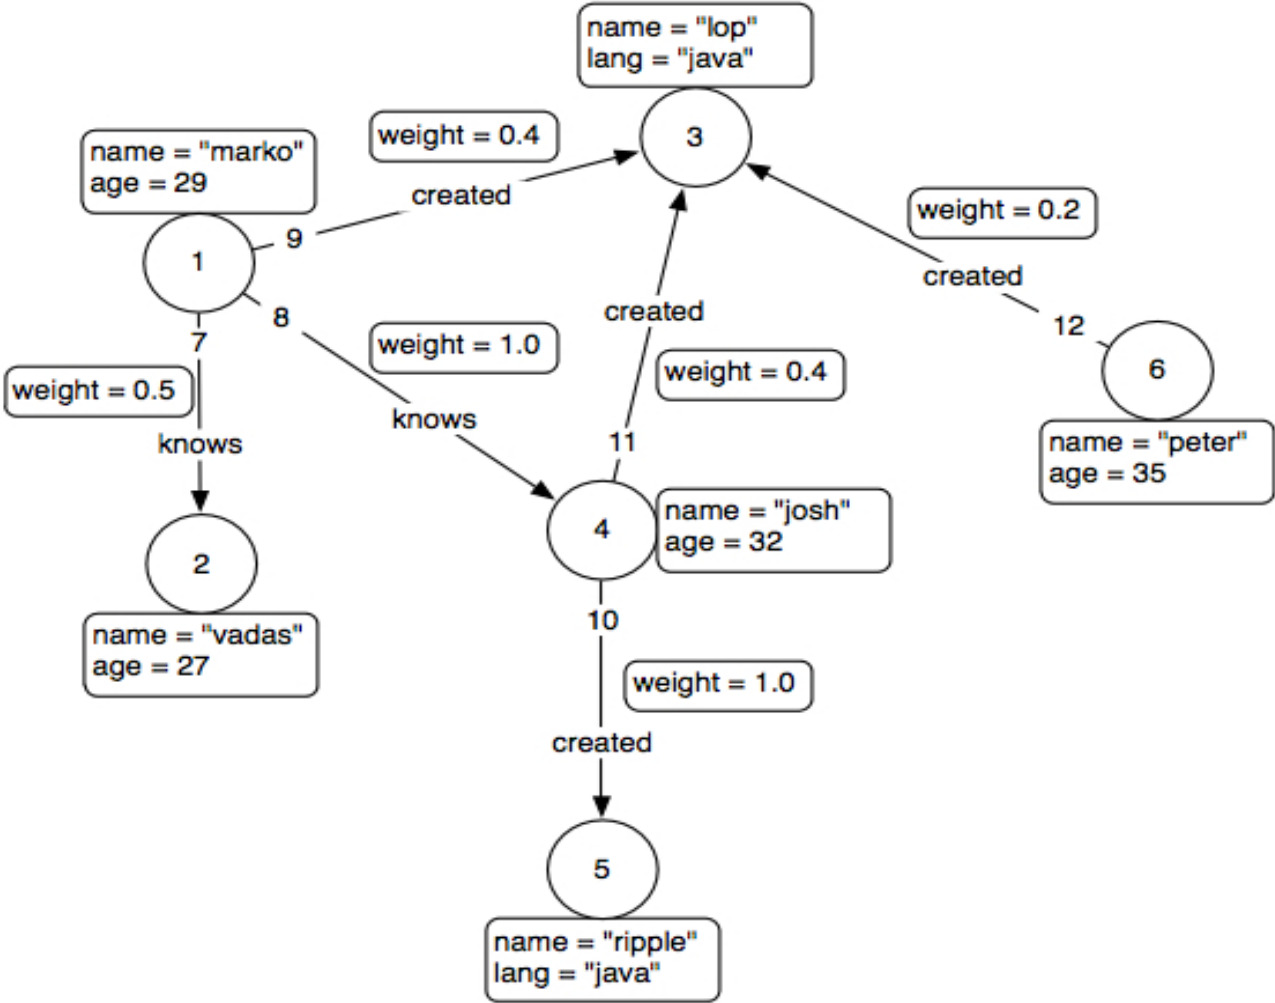 name = "lop"
lang = "java"
weight = 0.4
3
name = "marko"
age = 29
created
weight = 0.2
9
1
created
8
created
12
7
weight = 1.0
weight = 0.4
6
weight = 0.5
knows
knows
11
name = "peter"
age = 35
name = "josh"
age = 32
4
2
10
name = "vadas"
age = 27
weight = 1.0
created
5
name = "ripple"
lang = "java"